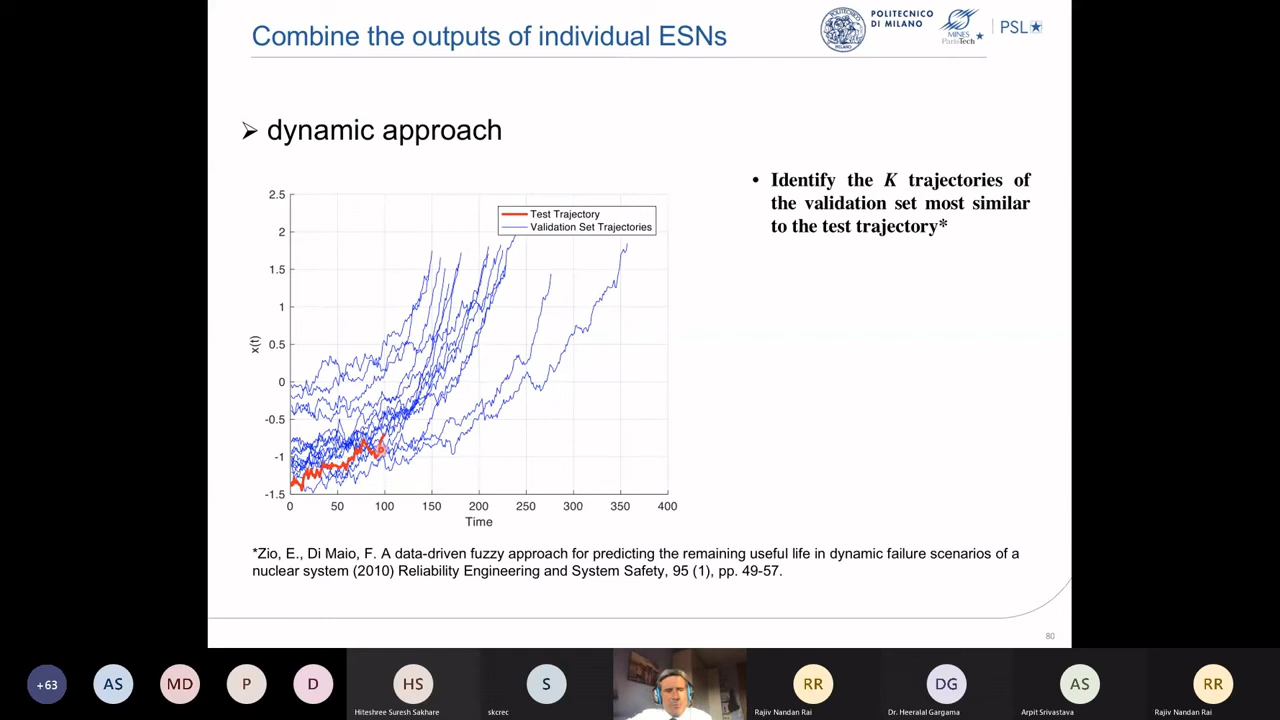 Combine the outputs of individual ESNs
POLITECNICO
DI MILANO
MINES
ParisTech
PSL
➢ dynamic approach
• Identify the K trajectories of
the validation set most similar
to the test trajectory*
Test Trajectory
Validation Set Trajectories
2.5
2
1.5
1
0.5
0
-0.5
-1
-1.5
x(t)
0 50 100 150 200 250 300 350 400
Time
*Zio, E., Di Maio, F. A data-driven fuzzy approach for predicting the remaining useful life in dynamic failure scenarios of a
nuclear system (2010) Reliability Engineering and System Safety, 95 (1), pp. 49-57.
80
+63 AS MD P D HS S RR DG AS RR
Hiteshree Suresh Sakhare skcrec Rajiv Nandan Rai Dr. Heeralal Gargama Arpit Srivastava Rajiv Nandan Rai